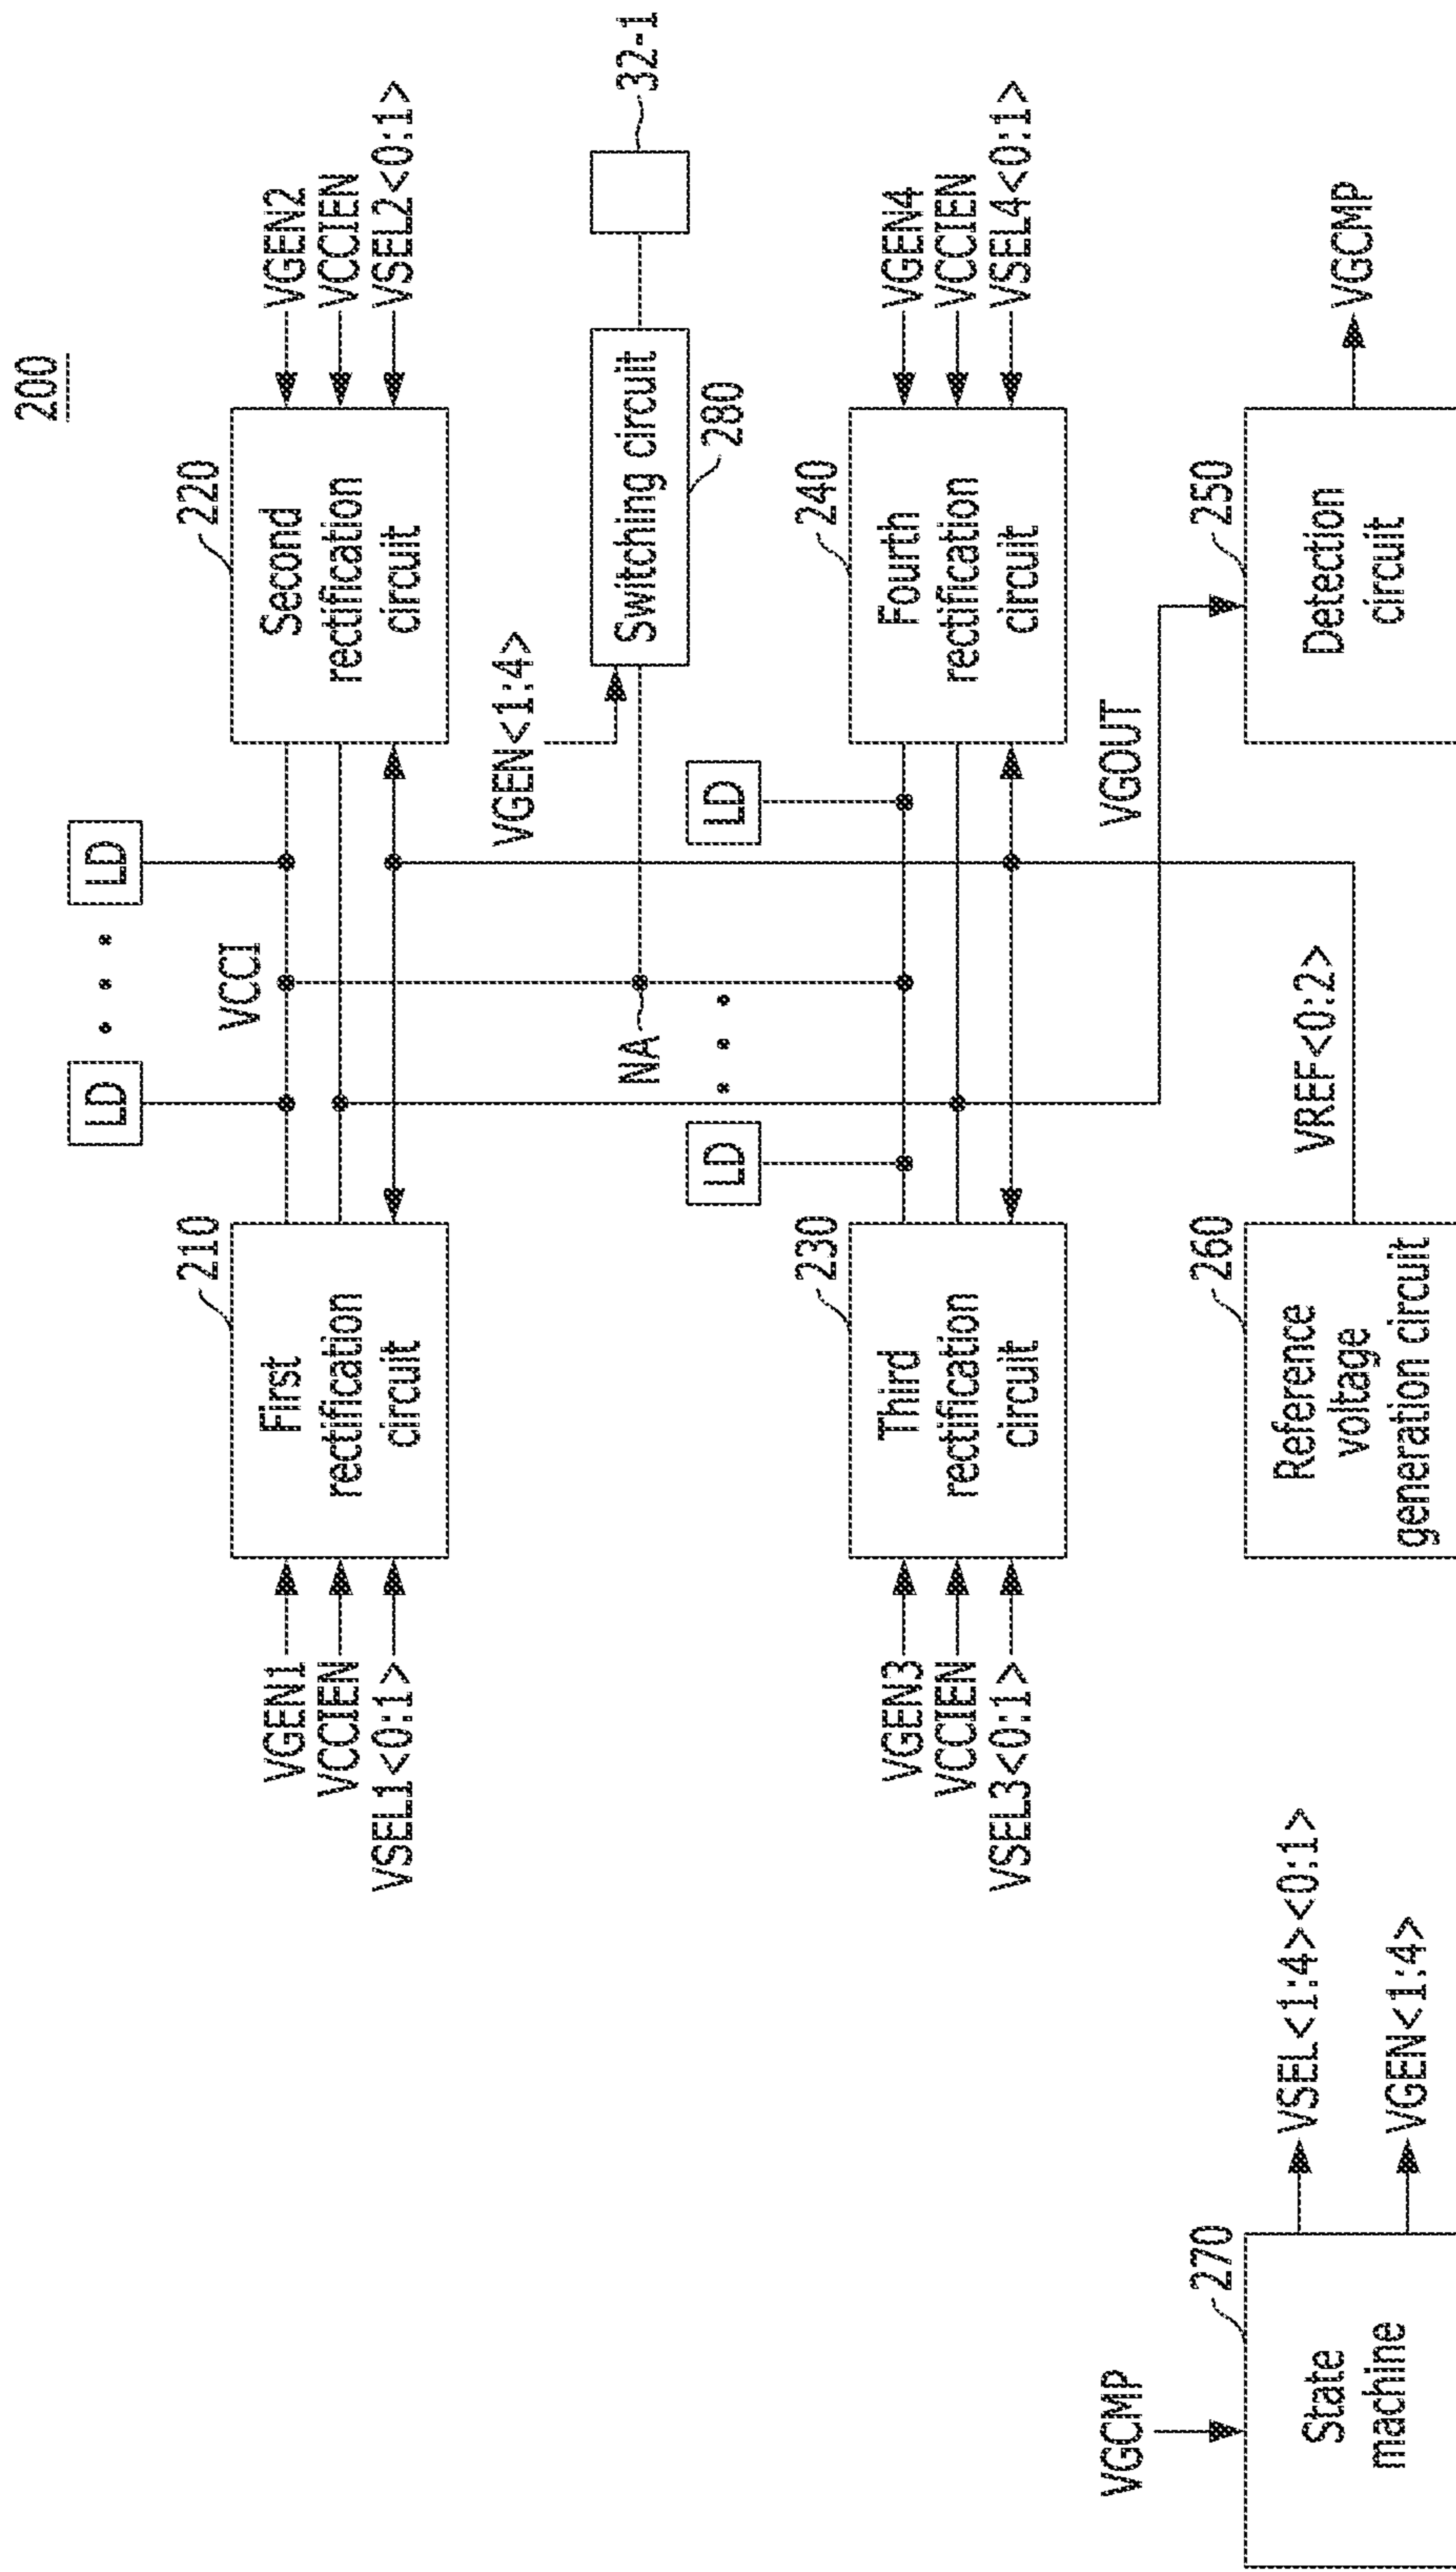 200
LD
LD
VCCI
210
First
rectification
circuit
VGEN1
VCCIEN
VSEL1<0:1>
220
Second
rectification
circuit
VGEN2
VCCIEN
VSEL2<0:1>
VGEN<1:4>
Switching circuit
280
32-1
NA
LD
LD
230
Third
rectification
circuit
VGEN3
VCCIEN
VSEL3<0:1>
240
Fourth
rectification
circuit
VGEN4
VCCIEN
VSEL4<0:1>
VGOUT
VGCMP
270
State
machine
VSEL<1:4><0:1>
VGEN<1:4>
260
Reference
voltage
generation circuit
VREF<0:2>
250
Detection
circuit
VGCMP